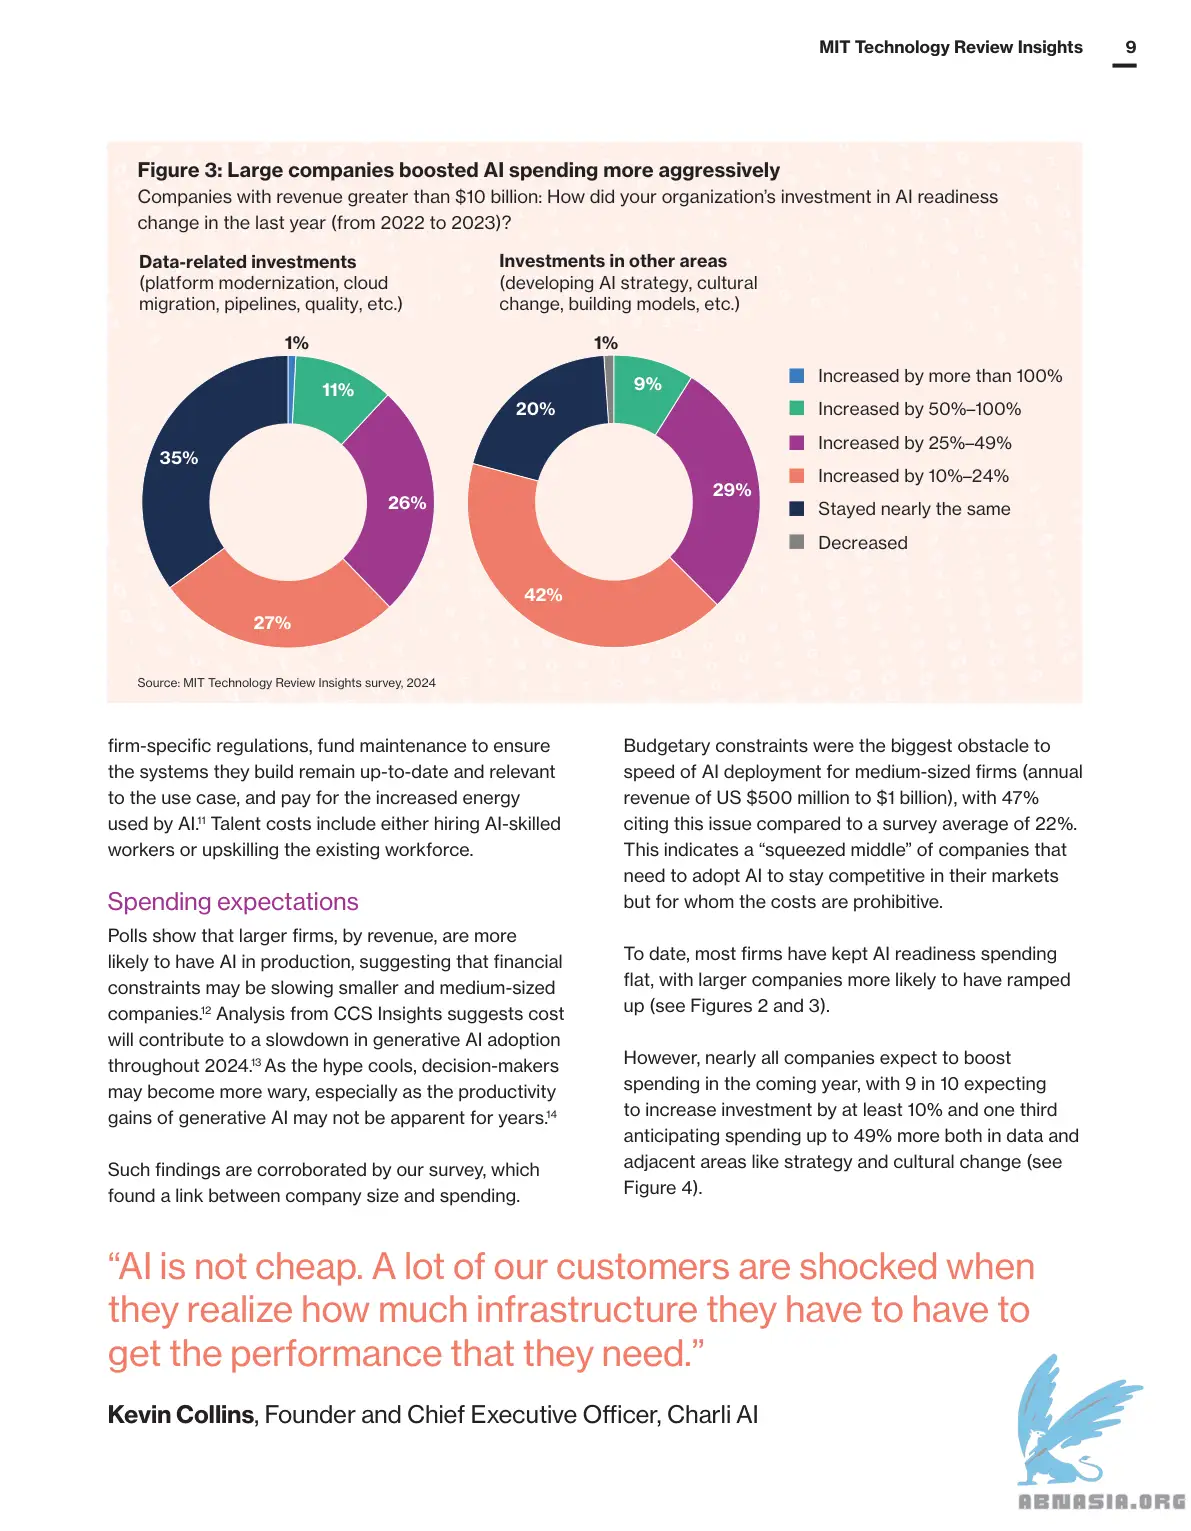 MIT Technology Review Insights 9
Figure 3: Large companies boosted AI spending more aggressively
Companies with revenue greater than $10 billion: How did your organization’s investment in AI readiness
change in the last year (from 2022 to 2023)?
Data-related investments
(platform modernization, cloud
migration, pipelines, quality, etc.)
1%
11%
35%
26%
27%
Investments in other areas
(developing AI strategy, cultural
change, building models, etc.)
1%
9%
20%
29%
42%
Increased by more than 100%
Increased by 50%–100%
Increased by 25%–49%
Increased by 10%–24%
Stayed nearly the same
Decreased
Source: MIT Technology Review Insights survey, 2024
firm-specific regulations, fund maintenance to ensure
the systems they build remain up-to-date and relevant
to the use case, and pay for the increased energy
used by AI.¹¹ Talent costs include either hiring AI-skilled
workers or upskilling the existing workforce.
Spending expectations
Polls show that larger firms, by revenue, are more
likely to have AI in production, suggesting that financial
constraints may be slowing smaller and medium-sized
companies.¹² Analysis from CCS Insights suggests cost
will contribute to a slowdown in generative AI adoption
throughout 2024.¹³ As the hype cools, decision-makers
may become more wary, especially as the productivity
gains of generative AI may not be apparent for years.¹⁴
Such findings are corroborated by our survey, which
found a link between company size and spending.
Budgetary constraints were the biggest obstacle to
speed of AI deployment for medium-sized firms (annual
revenue of US $500 million to $1 billion), with 47%
citing this issue compared to a survey average of 22%.
This indicates a “squeezed middle” of companies that
need to adopt AI to stay competitive in their markets
but for whom the costs are prohibitive.
To date, most firms have kept AI readiness spending
flat, with larger companies more likely to have ramped
up (see Figures 2 and 3).
However, nearly all companies expect to boost
spending in the coming year, with 9 in 10 expecting
to increase investment by at least 10% and one third
anticipating spending up to 49% more both in data and
adjacent areas like strategy and cultural change (see
Figure 4).
“AI is not cheap. A lot of our customers are shocked when
they realize how much infrastructure they have to have to
get the performance that they need.”
Kevin Collins, Founder and Chief Executive Officer, Charli AI
ABNASIA.ORG